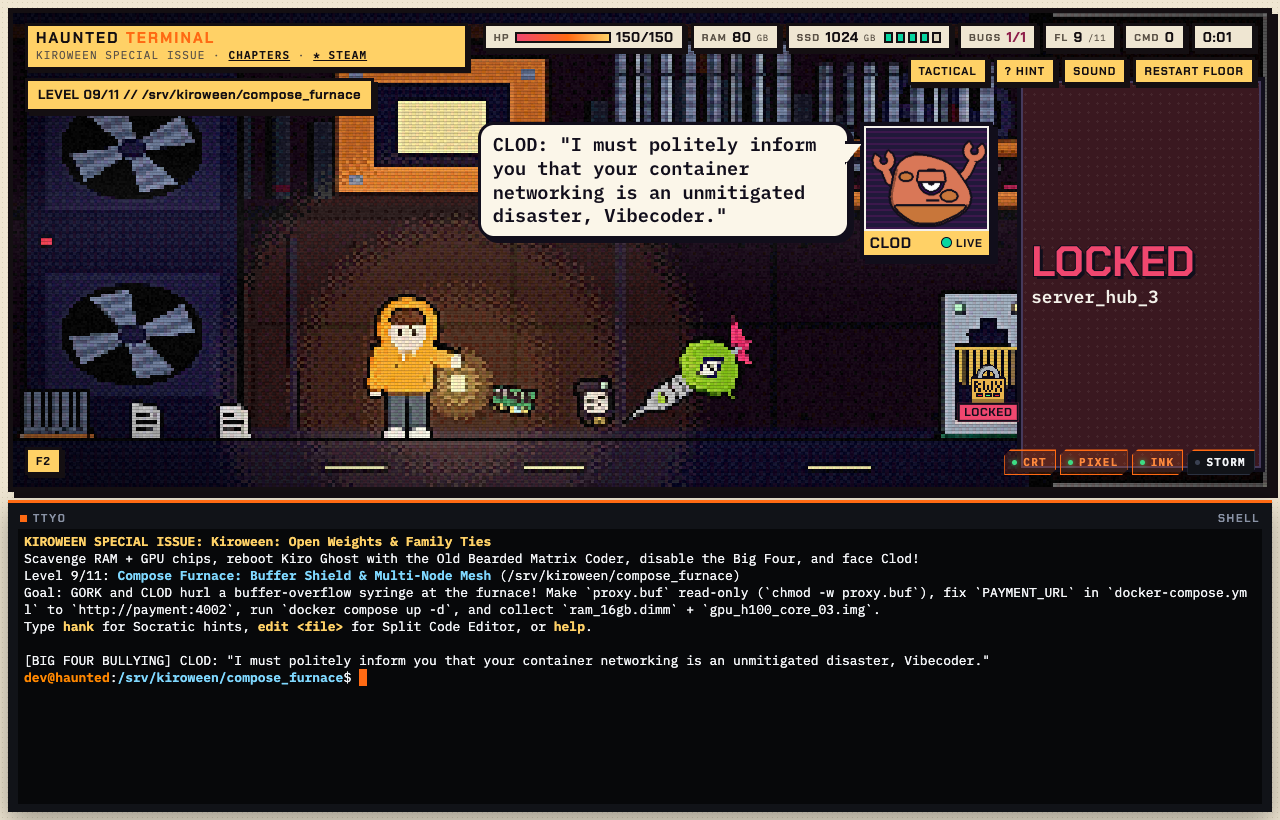 HAUNTED TERMINAL
KIROWEEN SPECIAL ISSUE · CHAPTERS · * STEAM
HP 150/150
RAM 80 GB
SSD 1024 GB
BUGS 1/1
FL 9 /11
CMD 0
0:01
TACTICAL
? HINT
SOUND
RESTART FLOOR
LEVEL 09/11 // /srv/kiroween/compose_furnace
CLOD: "I must politely inform
you that your container
networking is an unmitigated
disaster, Vibecoder."
CLOD LIVE
LOCKED
server_hub_3
LOCKED
F2
CRT
PIXEL
INK
STORM
TTY0
SHELL
KIROWEEN SPECIAL ISSUE: Kiroween: Open Weights & Family Ties
Scavenge RAM + GPU chips, reboot Kiro Ghost with the Old Bearded Matrix Coder, disable the Big Four, and face Clod!
Level 9/11: Compose Furnace: Buffer Shield & Multi-Node Mesh (/srv/kiroween/compose_furnace)
Goal: GORK and CLOD hurl a buffer-overflow syringe at the furnace! Make `proxy.buf` read-only (`chmod -w proxy.buf`), fix `PAYMENT_URL` in `docker-compose.ym
l` to `http://payment:4002`, run `docker compose up -d`, and collect `ram_16gb.dimm` + `gpu_h100_core_03.img`.
Type hank for Socratic hints, edit <file> for Split Code Editor, or help.
[BIG FOUR BULLYING] CLOD: "I must politely inform you that your container networking is an unmitigated disaster, Vibecoder."
dev@haunted:/srv/kiroween/compose_furnace$